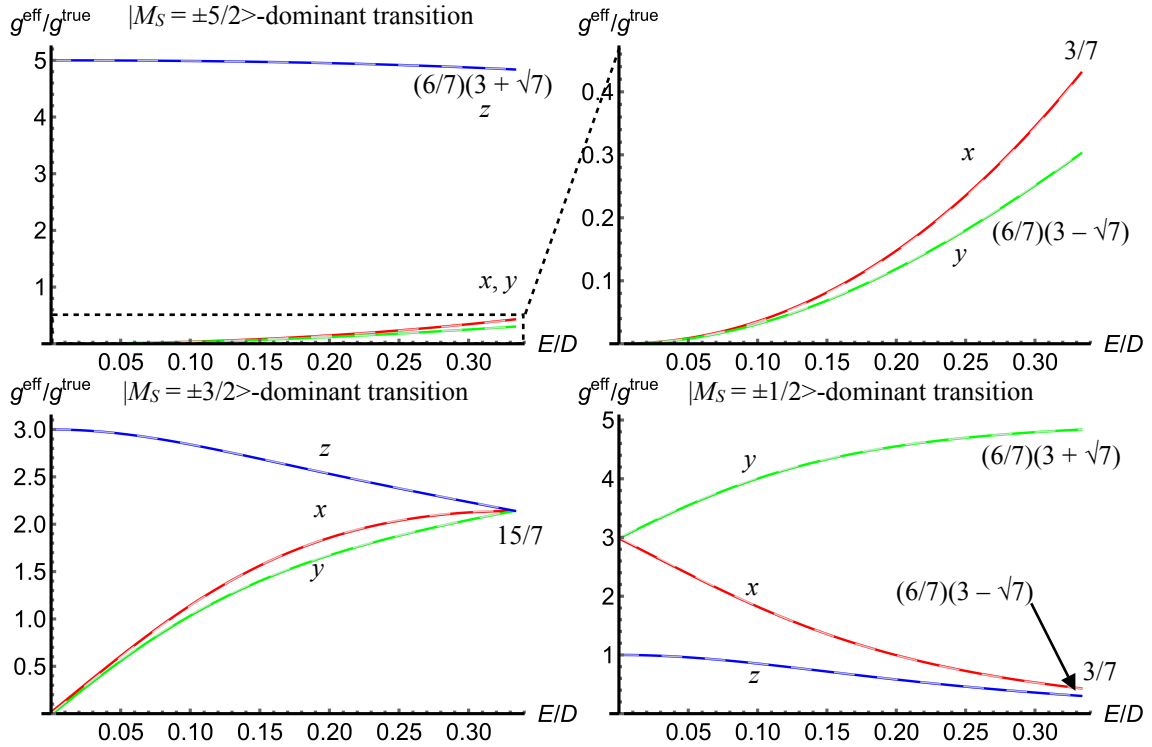 g^eff/g^true |M_S = ±5/2>-dominant transition
5
(6/7)(3 + √7)
z
4
3
2
1
x, y
0.05 0.10 0.15 0.20 0.25 0.30 E/D
g^eff/g^true
3/7
0.4
x
0.3
(6/7)(3 – √7)
y
0.2
0.1
0.05 0.10 0.15 0.20 0.25 0.30 E/D
g^eff/g^true |M_S = ±3/2>-dominant transition
3.0
z
2.5
x
2.0
15/7
y
1.5
1.0
0.5
0.05 0.10 0.15 0.20 0.25 0.30 E/D
g^eff/g^true |M_S = ±1/2>-dominant transition
5
(6/7)(3 + √7)
y
4
3
x
(6/7)(3 – √7)
2
1
3/7
z
0.05 0.10 0.15 0.20 0.25 0.30 E/D